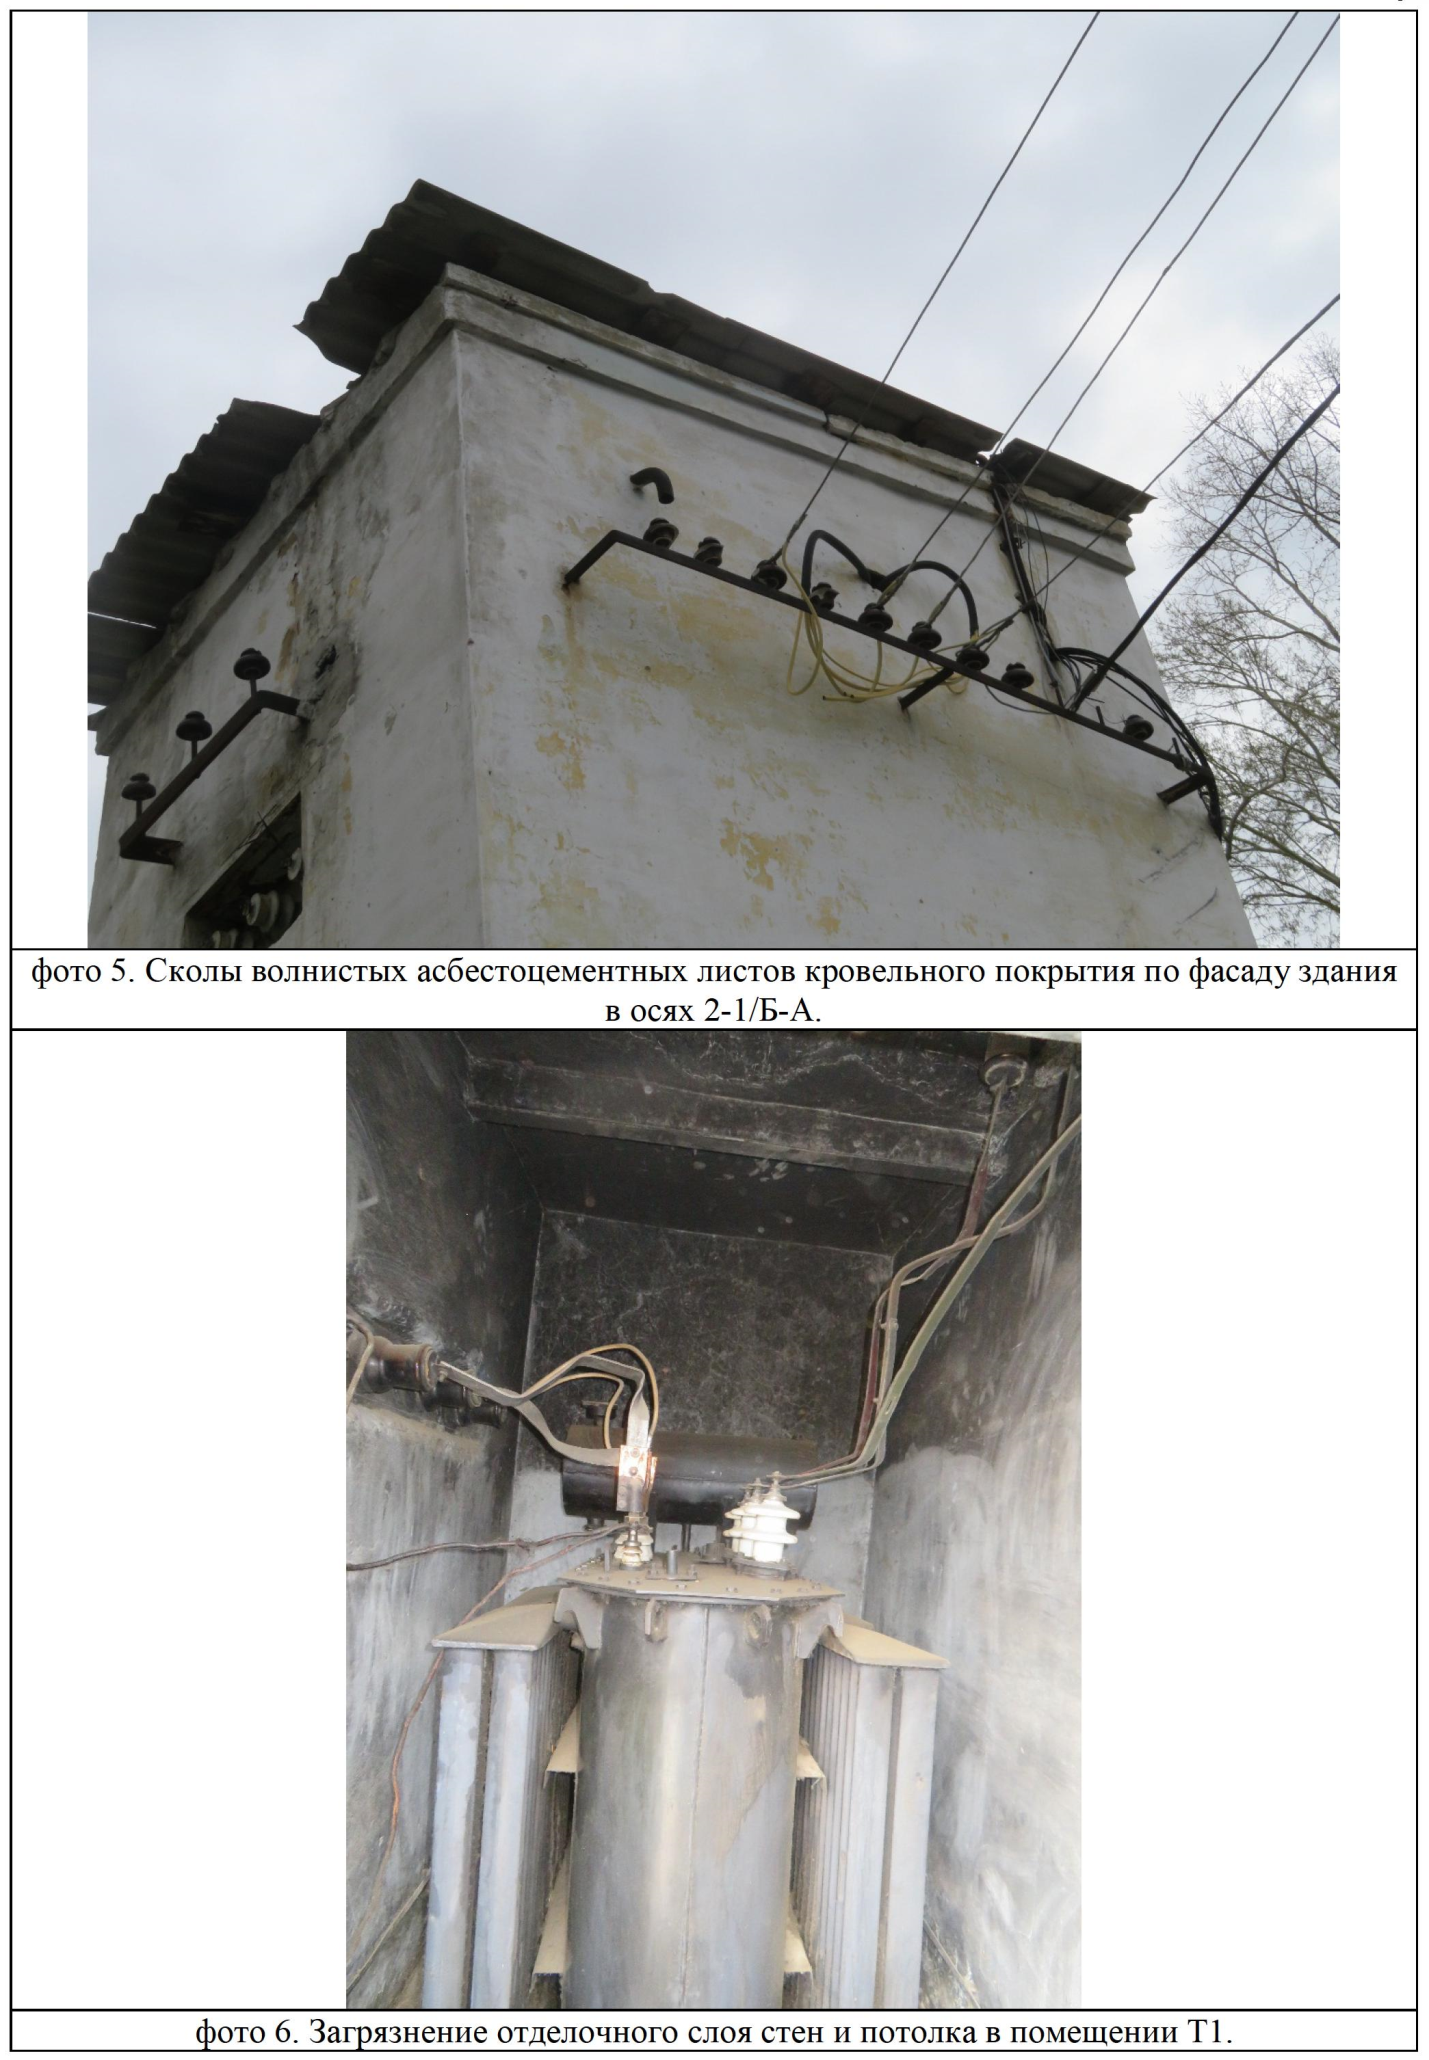 фото 5. Сколы волнистых асбестоцементных листов кровельного покрытия по фасаду здания
в осях 2-1/Б-А.
фото 6. Загрязнение отделочного слоя стен и потолка в помещении Т1.